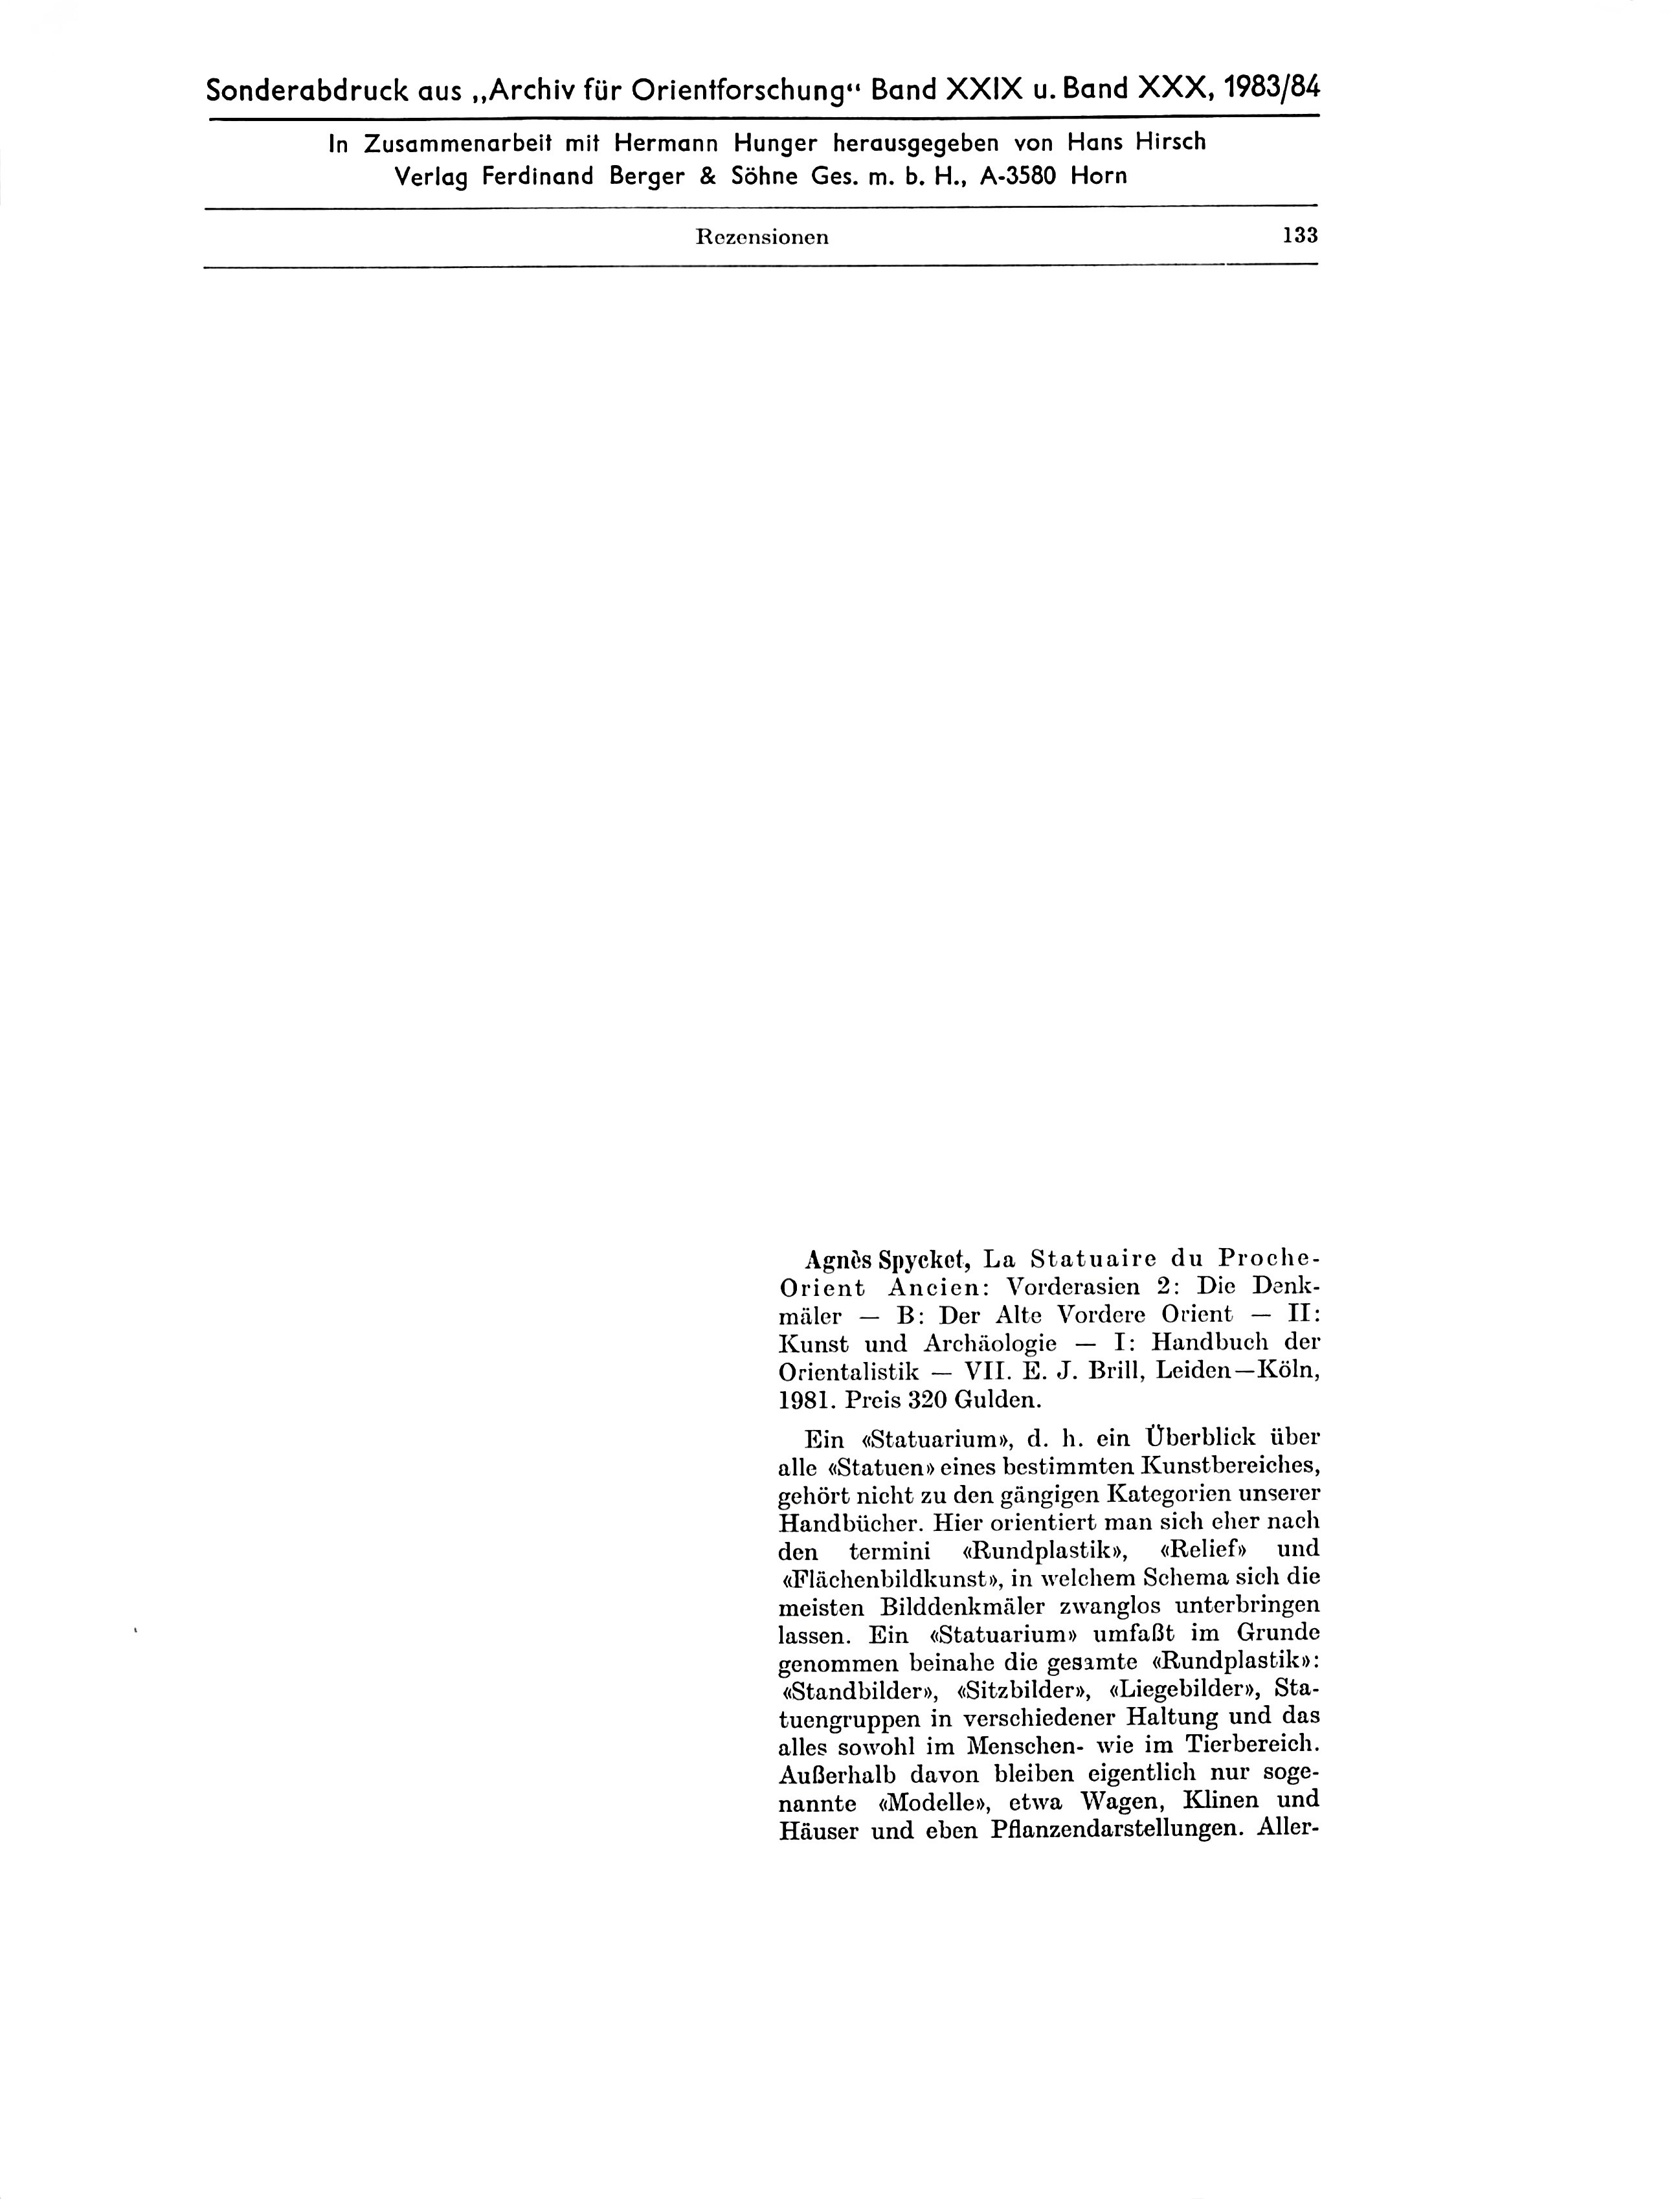 Sonderabdruck aus „Archiv für Orientforschung“ Band XXIX u. Band XXX, 1983/84
In Zusammenarbeit mit Hermann Hunger herausgegeben von Hans Hirsch
Verlag Ferdinand Berger & Söhne Ges. m. b. H., A-3580 Horn
Rezensionen 133
Agnès Spycket, La Statuaire du Proche-
Orient Ancien: Vorderasien 2: Die Denk-
mäler — B: Der Alte Vordere Orient — II:
Kunst und Archäologie — I: Handbuch der
Orientalistik — VII. E. J. Brill, Leiden—Köln,
1981. Preis 320 Gulden.
Ein «Statuarium», d. h. ein Überblick über
alle «Statuen» eines bestimmten Kunstbereiches,
gehört nicht zu den gängigen Kategorien unserer
Handbücher. Hier orientiert man sich eher nach
den termini «Rundplastik», «Relief» und
«Flächenbildkunst», in welchem Schema sich die
meisten Bilddenkmäler zwanglos unterbringen
lassen. Ein «Statuarium» umfaßt im Grunde
genommen beinahe die gesamte «Rundplastik»:
«Standbilder», «Sitzbilder», «Liegebilder», Sta-
tuengruppen in verschiedener Haltung und das
alles sowohl im Menschen- wie im Tierbereich.
Außerhalb davon bleiben eigentlich nur soge-
nannte «Modelle», etwa Wagen, Klinen und
Häuser und eben Pflanzendarstellungen. Aller-